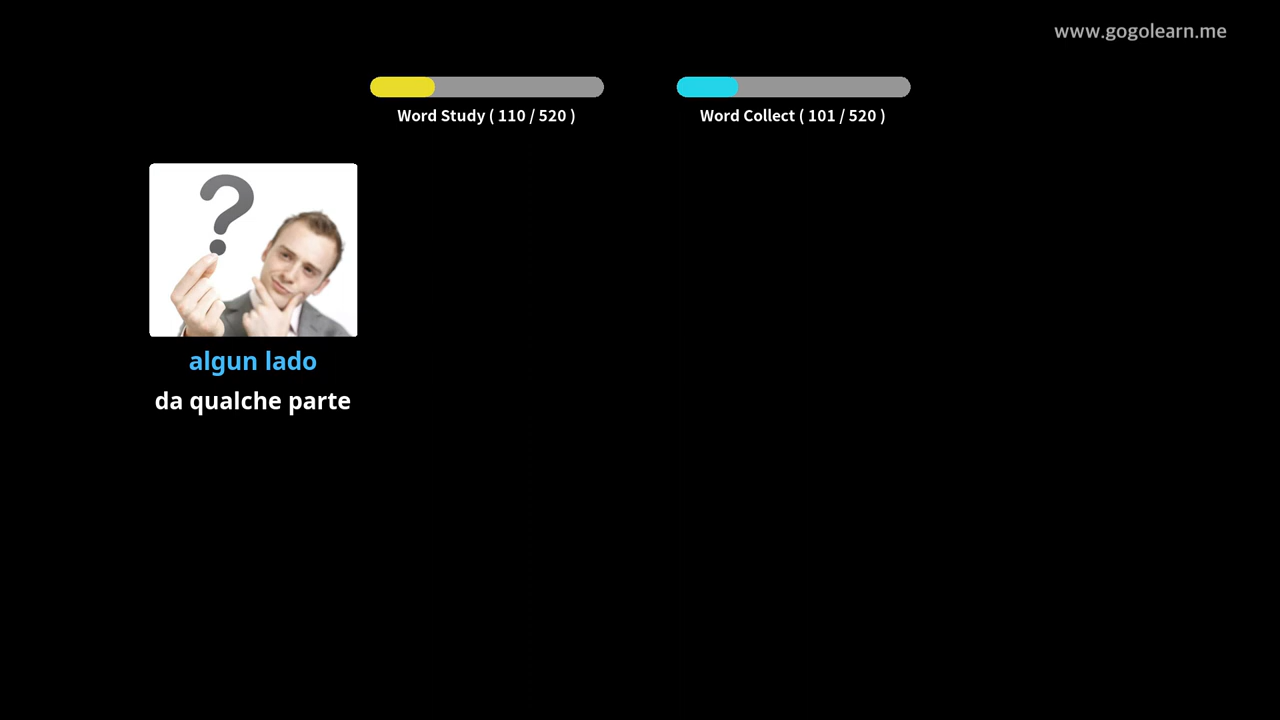 www.gogolearn.me
Word Study ( 110 / 520 )
Word Collect ( 101 / 520 )
algun lado
da qualche parte